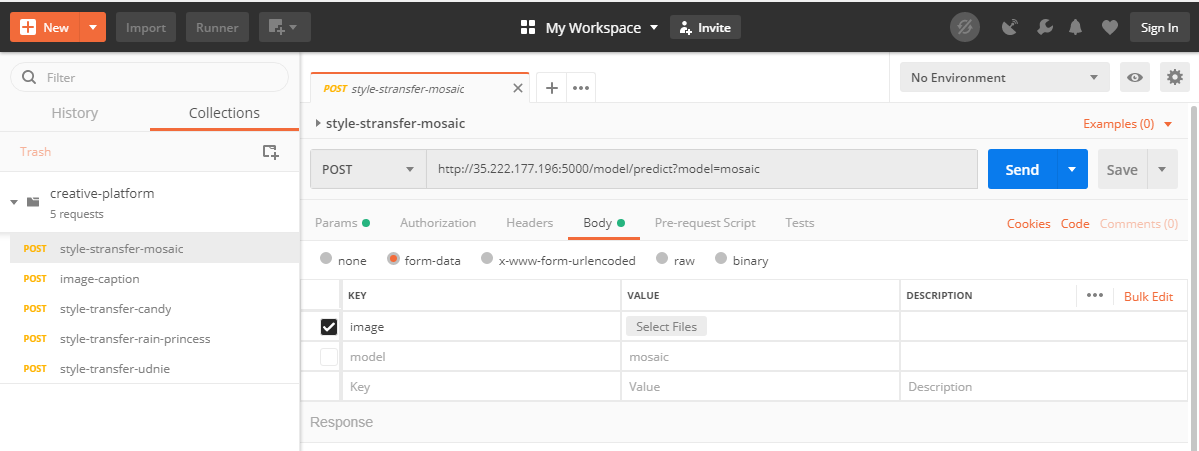 New
Import
Runner
My Workspace
Invite
Sign In
Filter
History
Collections
Trash
creative-platform
5 requests
POST style-stransfer-mosaic
POST image-caption
POST style-transfer-candy
POST style-transfer-rain-princess
POST style-transfer-udnie
POST style-stransfer-mosaic
No Environment
style-stransfer-mosaic
Examples (0)
POST
http://35.222.177.196:5000/model/predict?model=mosaic
Send
Save
Params
Authorization
Headers
Body
Pre-request Script
Tests
Cookies
Code
Comments (0)
none
form-data
x-www-form-urlencoded
raw
binary
KEY VALUE DESCRIPTION
Bulk Edit
image Select Files
model mosaic
Key Value Description
Response